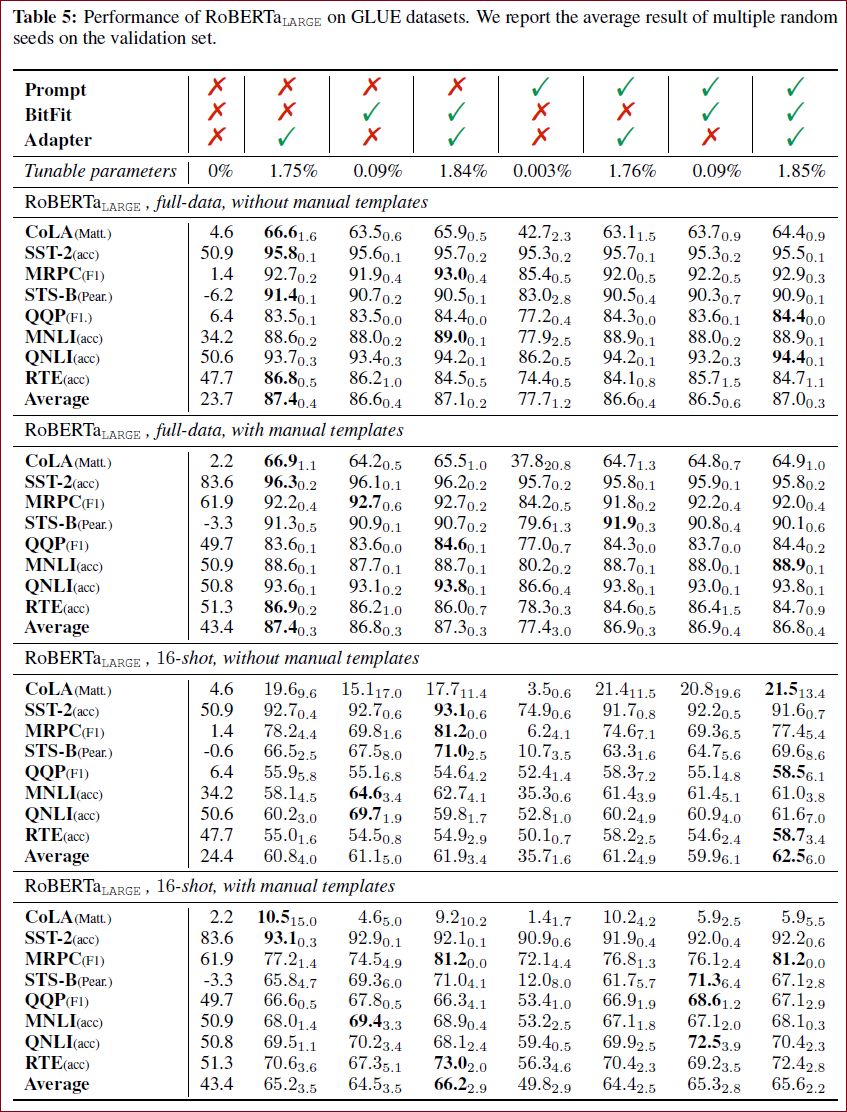 Table 5: Performance of RoBERTaLARGE on GLUE datasets. We report the average result of multiple random
seeds on the validation set.
Prompt ✗ ✗ ✗ ✗ ✓ ✓ ✓ ✓
BitFit ✗ ✗ ✓ ✓ ✗ ✗ ✓ ✓
Adapter ✗ ✓ ✗ ✓ ✗ ✓ ✗ ✓
Tunable parameters 0% 1.75% 0.09% 1.84% 0.003% 1.76% 0.09% 1.85%
RoBERTaLARGE , full-data, without manual templates
CoLA(Matt.) 4.6 66.6 1.6 63.5 0.6 65.9 0.5 42.7 2.3 63.1 1.5 63.7 0.9 64.4 0.9
SST-2(acc) 50.9 95.8 0.1 95.6 0.1 95.7 0.2 95.3 0.2 95.7 0.1 95.3 0.2 95.5 0.1
MRPC(F1) 1.4 92.7 0.2 91.9 0.4 93.0 0.4 85.4 0.5 92.0 0.5 92.2 0.5 92.9 0.3
STS-B(Pear.) -6.2 91.4 0.1 90.7 0.2 90.5 0.1 83.0 2.8 90.5 0.4 90.3 0.7 90.9 0.1
QQP(F1.) 6.4 83.5 0.1 83.5 0.0 84.4 0.0 77.2 0.4 84.3 0.0 83.6 0.1 84.4 0.0
MNLI(acc) 34.2 88.6 0.2 88.0 0.2 89.0 0.1 77.9 2.5 88.9 0.1 88.0 0.2 88.9 0.1
QNLI(acc) 50.6 93.7 0.3 93.4 0.3 94.2 0.1 86.2 0.5 94.2 0.1 93.2 0.3 94.4 0.1
RTE(acc) 47.7 86.8 0.5 86.2 1.0 84.5 0.5 74.4 0.5 84.1 0.8 85.7 1.5 84.7 1.1
Average 23.7 87.4 0.4 86.6 0.4 87.1 0.2 77.7 1.2 86.6 0.4 86.5 0.6 87.0 0.3
RoBERTaLARGE , full-data, with manual templates
CoLA(Matt.) 2.2 66.9 1.1 64.2 0.5 65.5 1.0 37.8 20.8 64.7 1.3 64.8 0.7 64.9 1.0
SST-2(acc) 83.6 96.3 0.2 96.1 0.1 96.2 0.2 95.7 0.2 95.8 0.1 95.9 0.1 95.8 0.2
MRPC(F1) 61.9 92.2 0.4 92.7 0.6 92.7 0.2 84.2 0.5 91.8 0.2 92.2 0.4 92.0 0.4
STS-B(Pear.) -3.3 91.3 0.5 90.9 0.1 90.7 0.2 79.6 1.3 91.9 0.3 90.8 0.4 90.1 0.6
QQP(F1) 49.7 83.6 0.1 83.6 0.0 84.6 0.1 77.0 0.7 84.3 0.0 83.7 0.0 84.4 0.2
MNLI(acc) 50.9 88.6 0.1 87.7 0.1 88.7 0.1 80.2 0.2 88.7 0.1 88.0 0.1 88.9 0.1
QNLI(acc) 50.8 93.6 0.1 93.1 0.2 93.8 0.1 86.6 0.4 93.8 0.1 93.0 0.1 93.8 0.1
RTE(acc) 51.3 86.9 0.2 86.2 1.0 86.0 0.7 78.3 0.3 84.6 0.5 86.4 1.5 84.7 0.9
Average 43.4 87.4 0.3 86.8 0.3 87.3 0.3 77.4 3.0 86.9 0.3 86.9 0.4 86.8 0.4
RoBERTaLARGE , 16-shot, without manual templates
CoLA(Matt.) 4.6 19.6 9.6 15.1 17.0 17.7 11.4 3.5 0.6 21.4 11.5 20.8 19.6 21.5 13.4
SST-2(acc) 50.9 92.7 0.4 92.7 0.6 93.1 0.6 74.9 0.6 91.7 0.8 92.2 0.5 91.6 0.7
MRPC(F1) 1.4 78.2 4.4 69.8 1.6 81.2 0.0 6.2 4.1 74.6 7.1 69.3 6.5 77.4 5.4
STS-B(Pear.) -0.6 66.5 2.5 67.5 8.0 71.0 2.5 10.7 3.5 63.3 1.6 64.7 5.6 69.6 8.6
QQP(F1) 6.4 55.9 5.8 55.1 6.8 54.6 4.2 52.4 1.4 58.3 7.2 55.1 4.8 58.5 6.1
MNLI(acc) 34.2 58.1 4.5 64.6 3.4 62.7 4.1 35.3 0.6 61.4 3.9 61.4 5.1 61.0 3.8
QNLI(acc) 50.6 60.2 3.0 69.7 1.9 59.8 1.7 52.8 1.0 60.2 4.9 60.9 4.0 61.6 7.0
RTE(acc) 47.7 55.0 1.6 54.5 0.8 54.9 2.9 50.1 0.7 58.2 2.5 54.6 2.4 58.7 3.4
Average 24.4 60.8 4.0 61.1 5.0 61.9 3.4 35.7 1.6 61.2 4.9 59.9 6.1 62.5 6.0
RoBERTaLARGE , 16-shot, with manual templates
CoLA(Matt.) 2.2 10.5 15.0 4.6 5.0 9.2 10.2 1.4 1.7 10.2 4.2 5.9 2.5 5.9 5.5
SST-2(acc) 83.6 93.1 0.3 92.9 0.1 92.1 0.1 90.9 0.6 91.9 0.4 92.0 0.4 92.2 0.6
MRPC(F1) 61.9 77.2 1.4 74.5 4.9 81.2 0.0 72.1 4.4 76.8 1.3 76.1 2.4 81.2 0.0
STS-B(Pear.) -3.3 65.8 4.7 69.3 6.0 71.0 4.1 12.0 8.0 61.7 5.7 71.3 6.4 67.1 2.8
QQP(F1) 49.7 66.6 0.5 67.8 0.5 66.3 4.1 53.4 1.0 66.9 1.9 68.6 1.2 67.1 2.9
MNLI(acc) 50.9 68.0 1.4 69.4 3.3 68.9 0.4 53.2 2.5 67.1 1.8 67.1 2.0 68.1 0.3
QNLI(acc) 50.8 69.5 1.1 70.2 3.4 68.1 2.4 59.4 0.5 69.9 2.5 72.5 3.9 70.4 2.3
RTE(acc) 51.3 70.6 3.6 67.3 5.1 73.0 2.0 56.3 4.6 70.4 2.3 69.2 3.5 72.4 2.8
Average 43.4 65.2 3.5 64.5 3.5 66.2 2.9 49.8 2.9 64.4 2.5 65.3 2.8 65.6 2.2